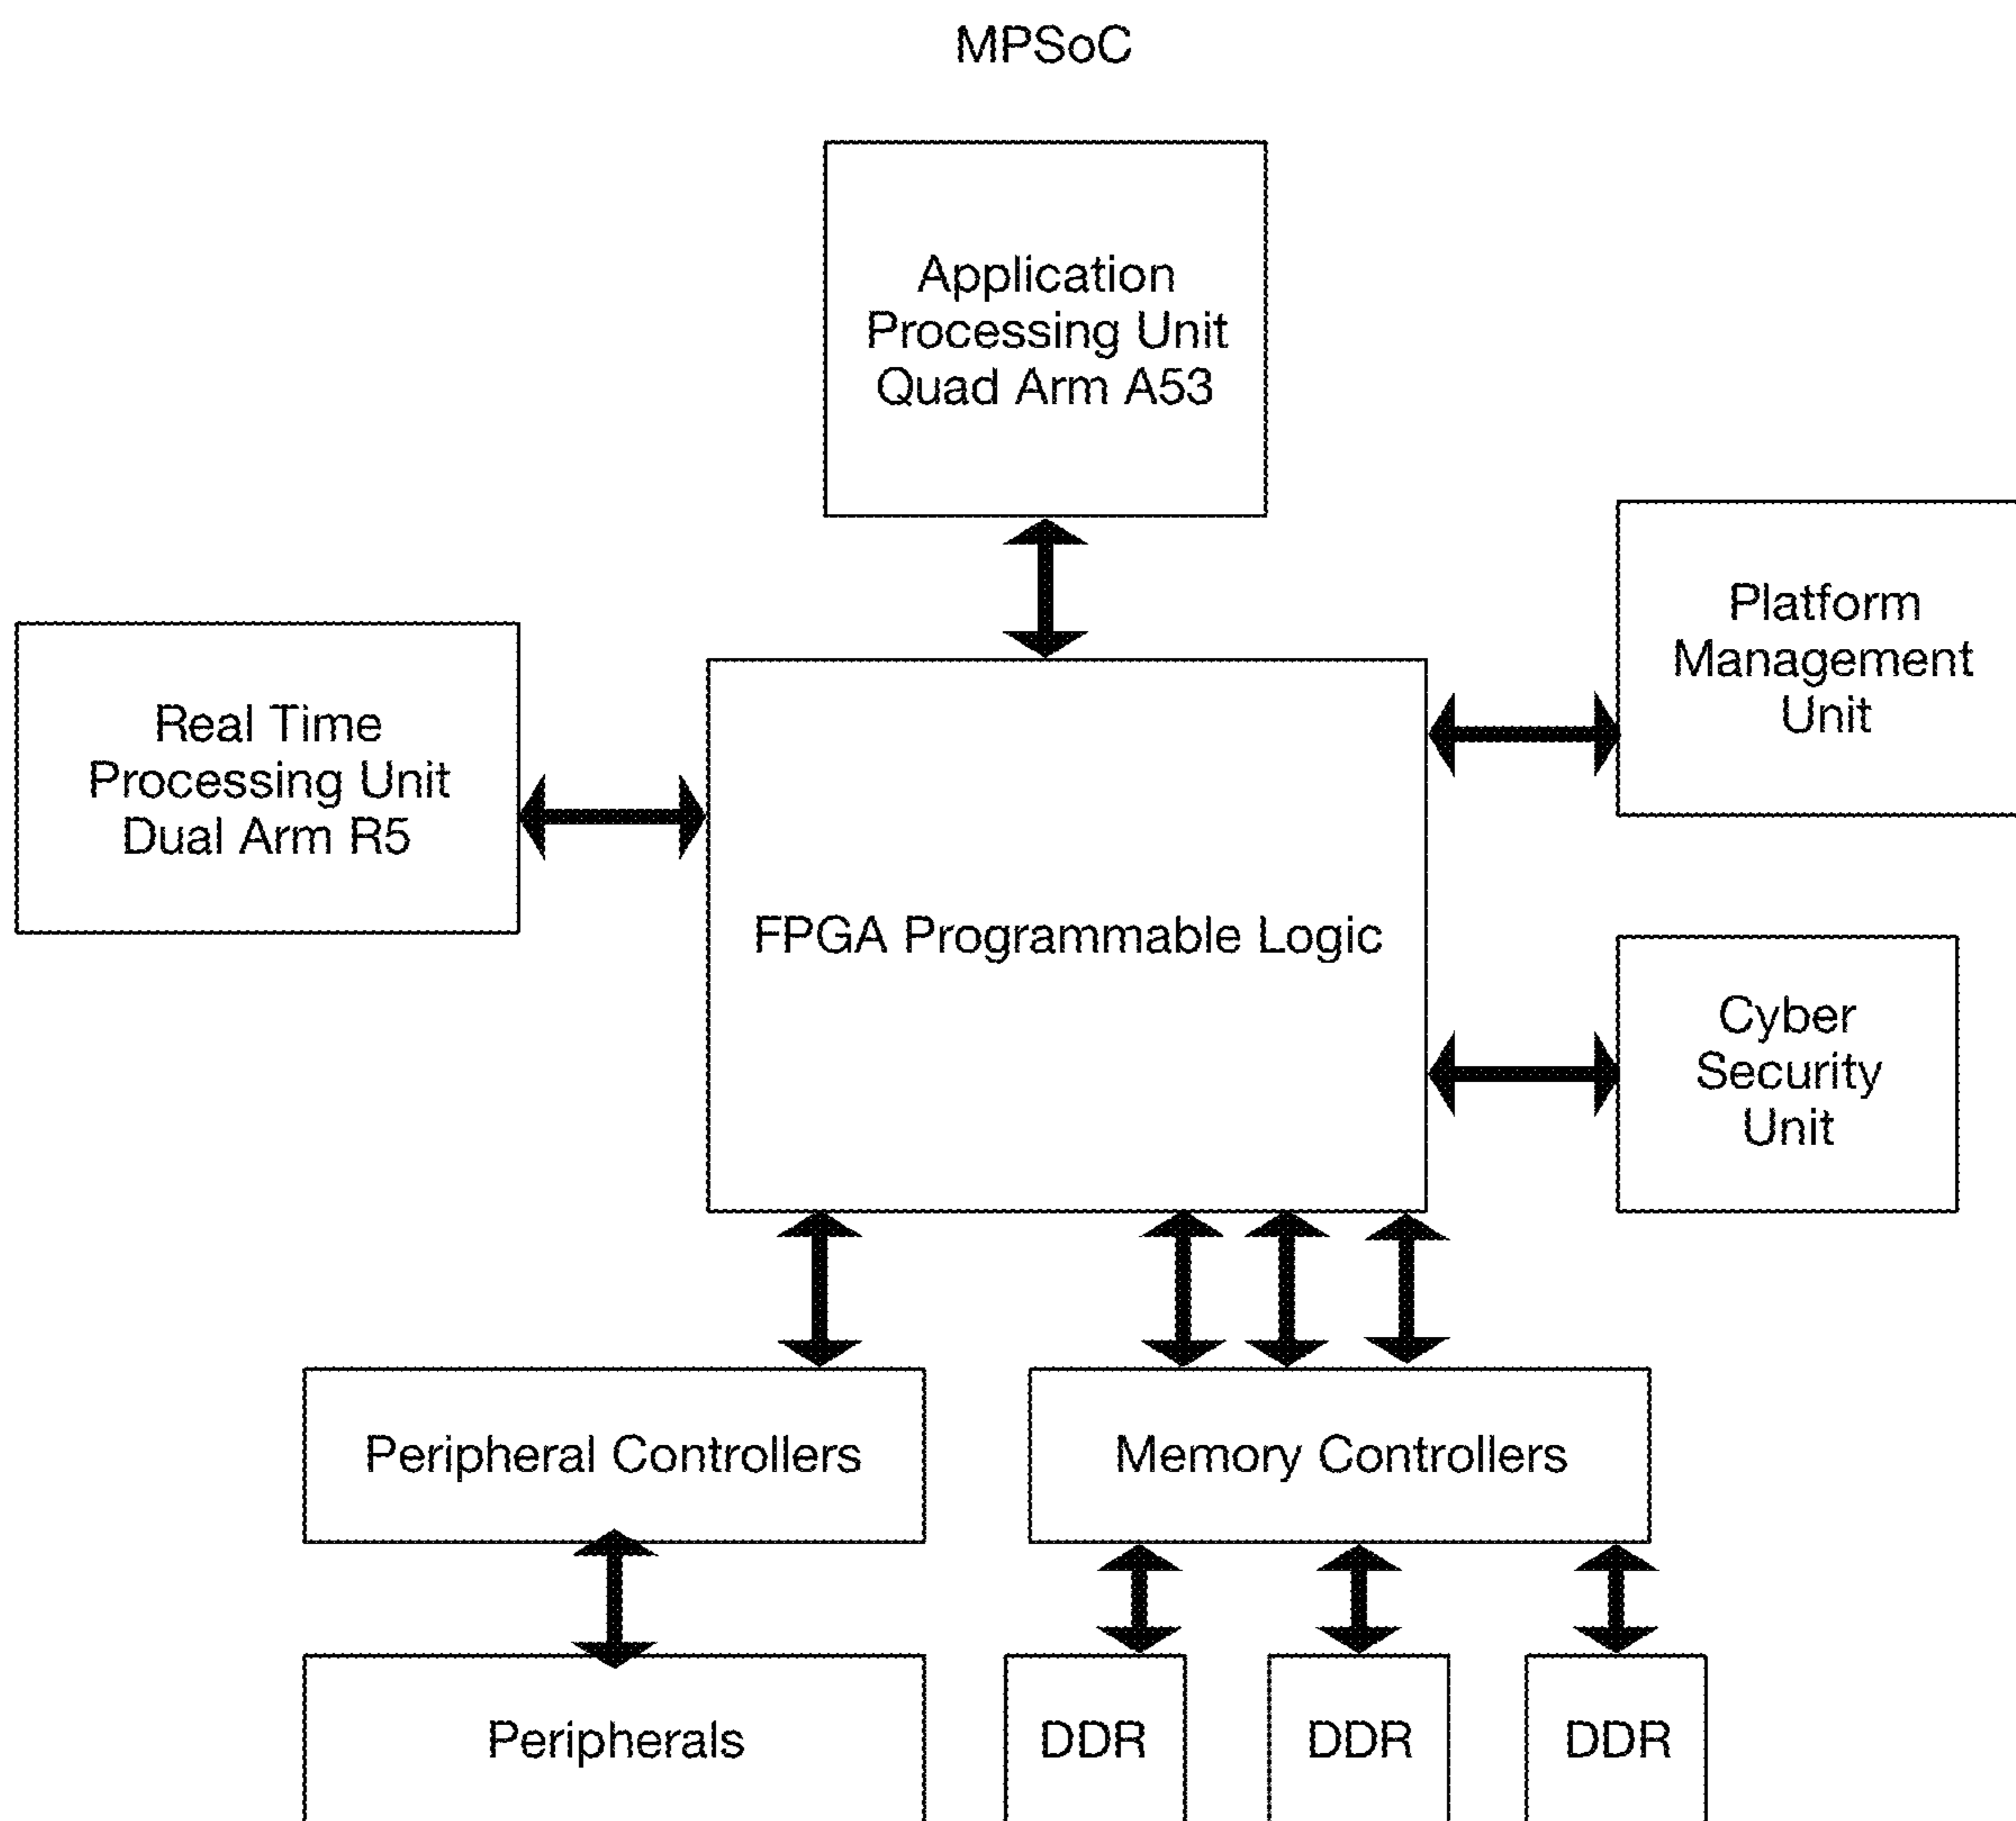 MPSoC
Application
Processing Unit
Quad Arm A53
Platform
Management
Unit
Real Time
Processing Unit
Dual Arm R5
FPGA Programmable Logic
Cyber
Security
Unit
Peripheral Controllers
Memory Controllers
Peripherals
DDR
DDR
DDR